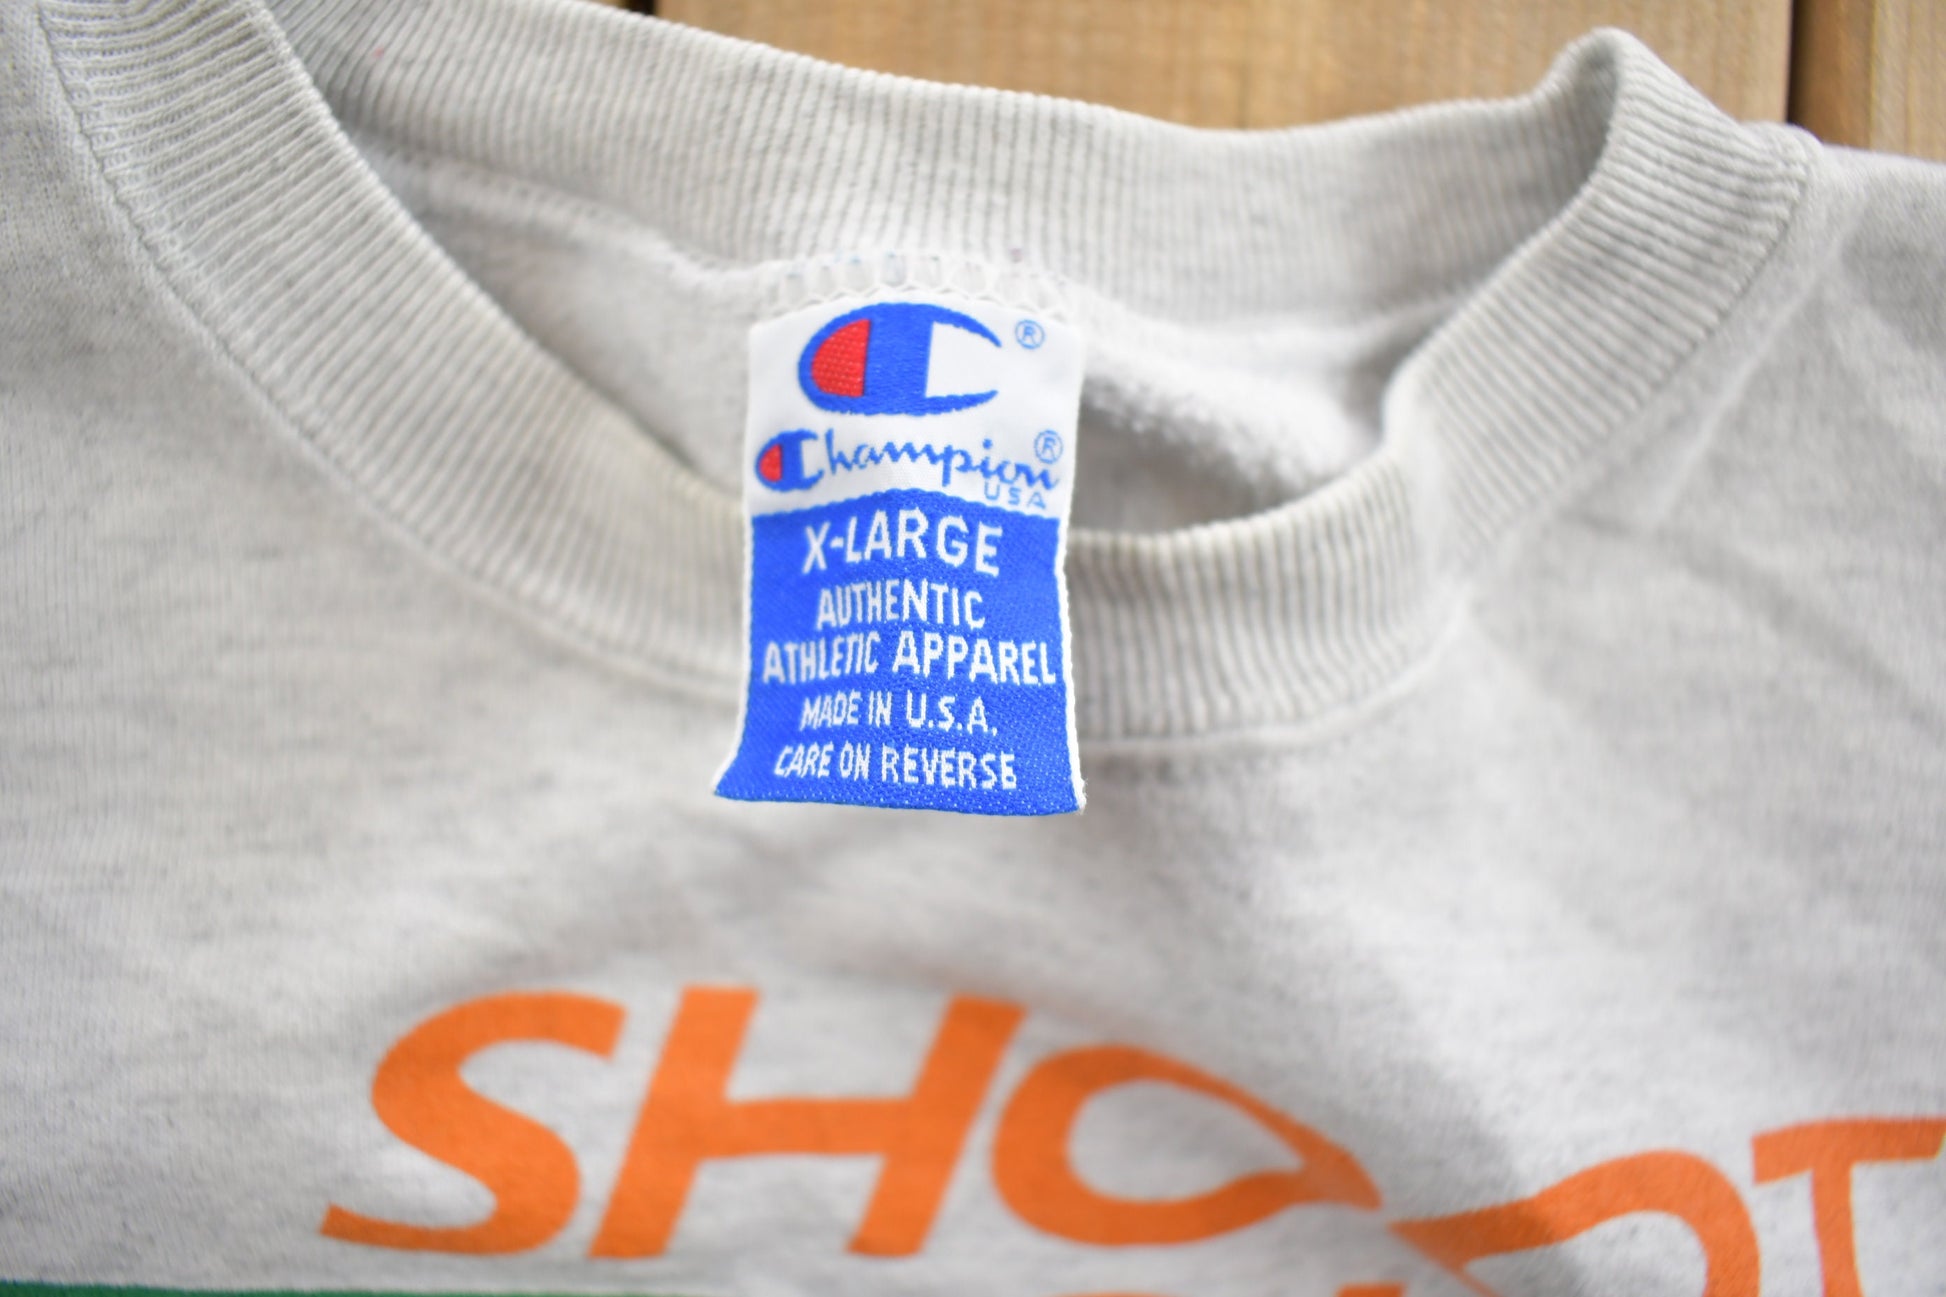 ®
Champion®
USA
X-LARGE
AUTHENTIC
ATHLETIC APPAREL
MADE IN U.S.A.
CARE ON REVERSE